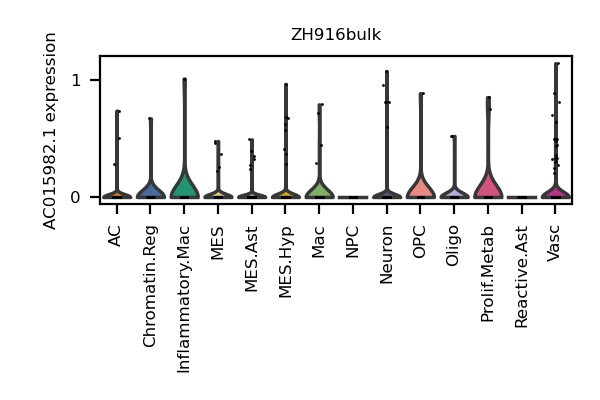 ZH916bulk
AC015982.1 expression
1
0
AC
Chromatin.Reg
Inflammatory.Mac
MES
MES.Ast
MES.Hyp
Mac
NPC
Neuron
OPC
Oligo
Prolif.Metab
Reactive.Ast
Vasc